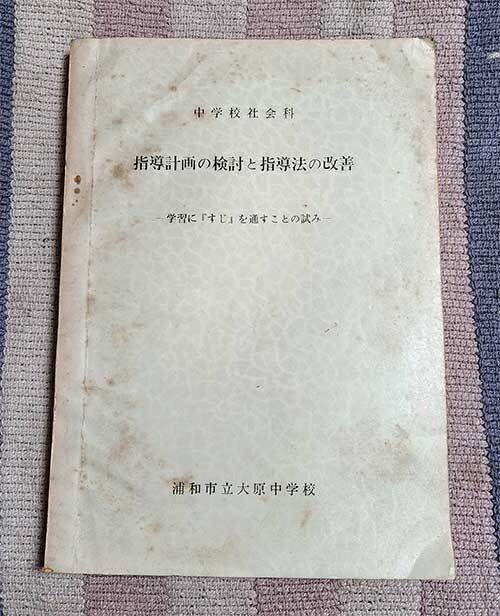 中学校社会科
指導計画の検討と指導法の改善
―学習に『すじ』を通すことの試み―
浦和市立大原中学校